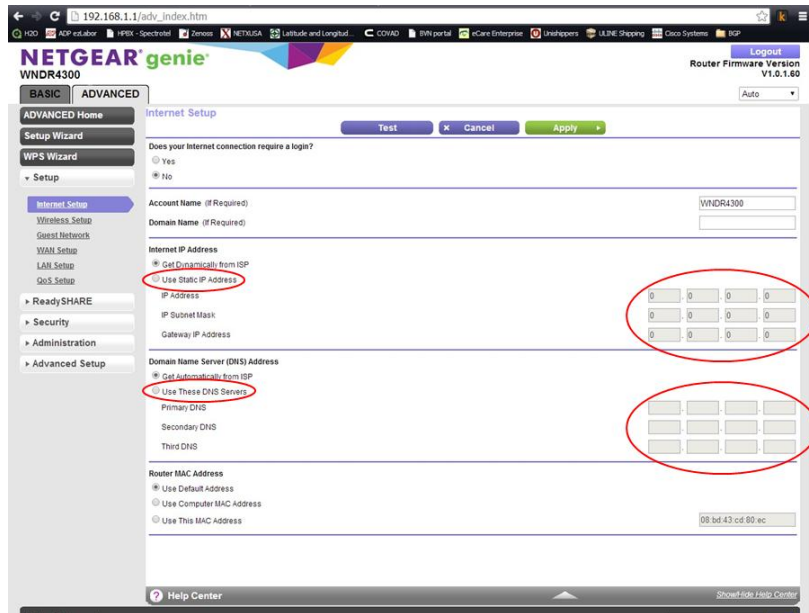 192.168.1.1/adv_index.htm
H2O ADP ezLabor HPBX - Spectrotel Zenoss NETXUSA Latitude and Longitud... COVAD BVN portal eCare Enterprise Unishippers ULINE Shipping Cisco Systems BGP
NETGEAR® genie®
Logout
WNDR4300
Router Firmware Version
V1.0.1.60
BASIC ADVANCED
Auto
ADVANCED Home
Setup Wizard
WPS Wizard
Setup
Internet Setup
Wireless Setup
Guest Network
WAN Setup
LAN Setup
QoS Setup
ReadySHARE
Security
Administration
Advanced Setup
Internet Setup
Test × Cancel Apply
Does your Internet connection require a login?
Yes
No
Account Name (If Required) WNDR4300
Domain Name (If Required)
Internet IP Address
Get Dynamically from ISP
Use Static IP Address
IP Address 0 . 0 . 0 . 0
IP Subnet Mask 0 . 0 . 0 . 0
Gateway IP Address 0 . 0 . 0 . 0
Domain Name Server (DNS) Address
Get Automatically from ISP
Use These DNS Servers
Primary DNS . . .
Secondary DNS . . .
Third DNS . . .
Router MAC Address
Use Default Address
Use Computer MAC Address
Use This MAC Address 08:bd:43:cd:80:ec
? Help Center Show/Hide Help Center